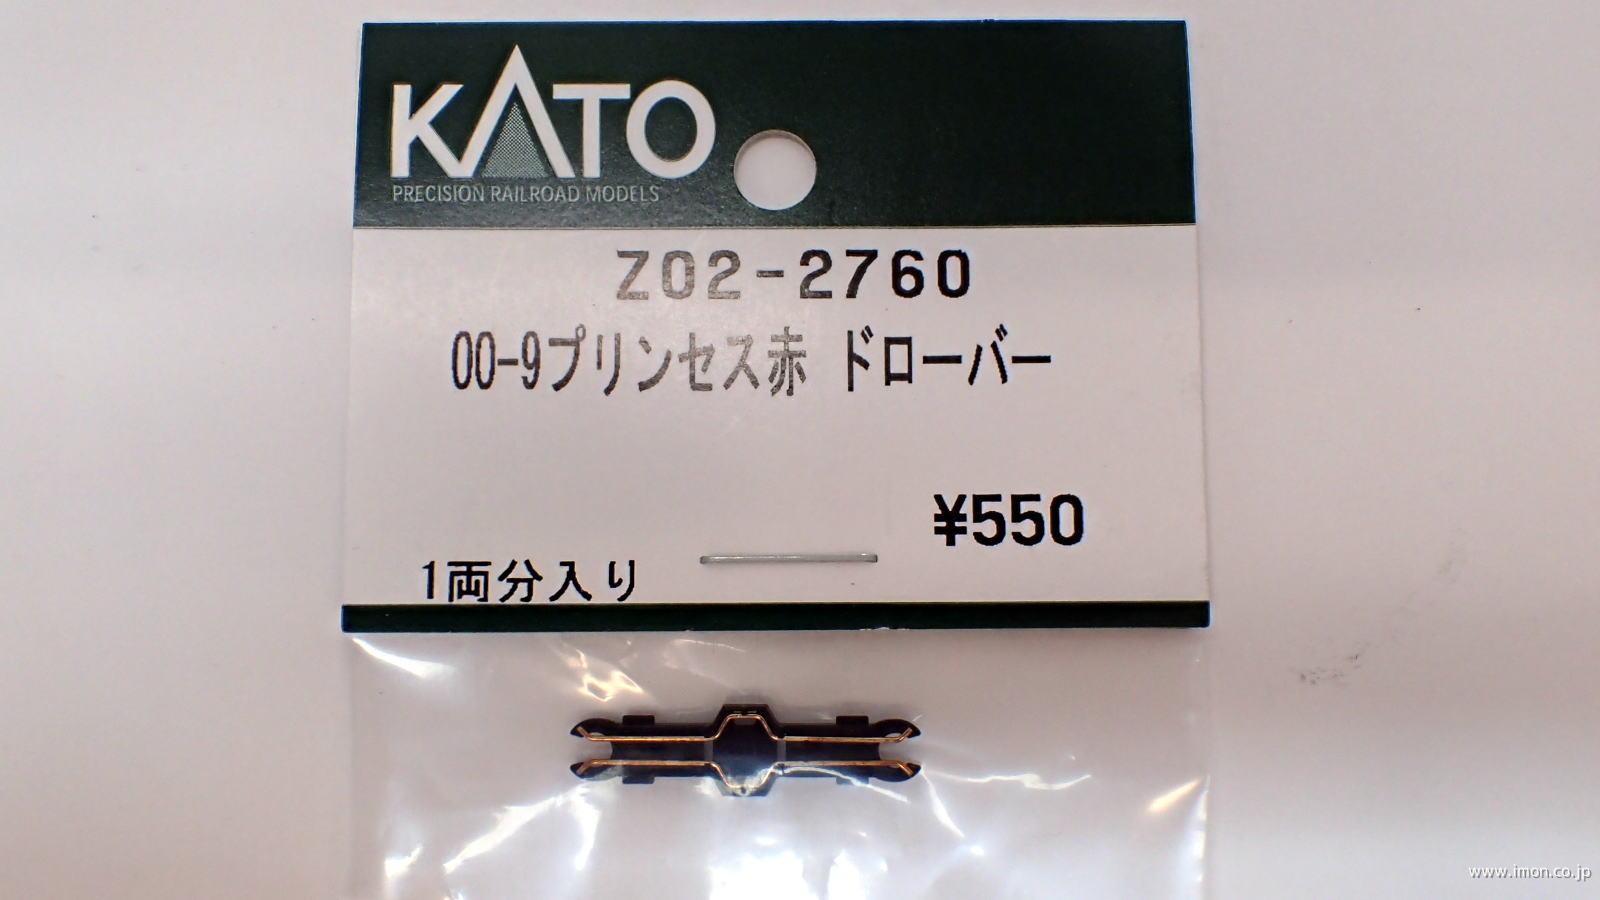 KATO
PRECISION RAILROAD MODELS
Z02-2760
OO-9プリンセス赤 ドローバー
¥550
1両分入り
www.imon.co.jp